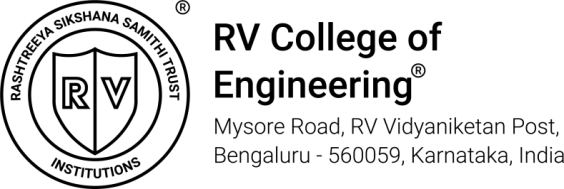 RASHTREEYA SIKSHANA SAMITHI TRUST
R V
INSTITUTIONS
®
RV College of
Engineering®
Mysore Road, RV Vidyaniketan Post,
Bengaluru - 560059, Karnataka, India